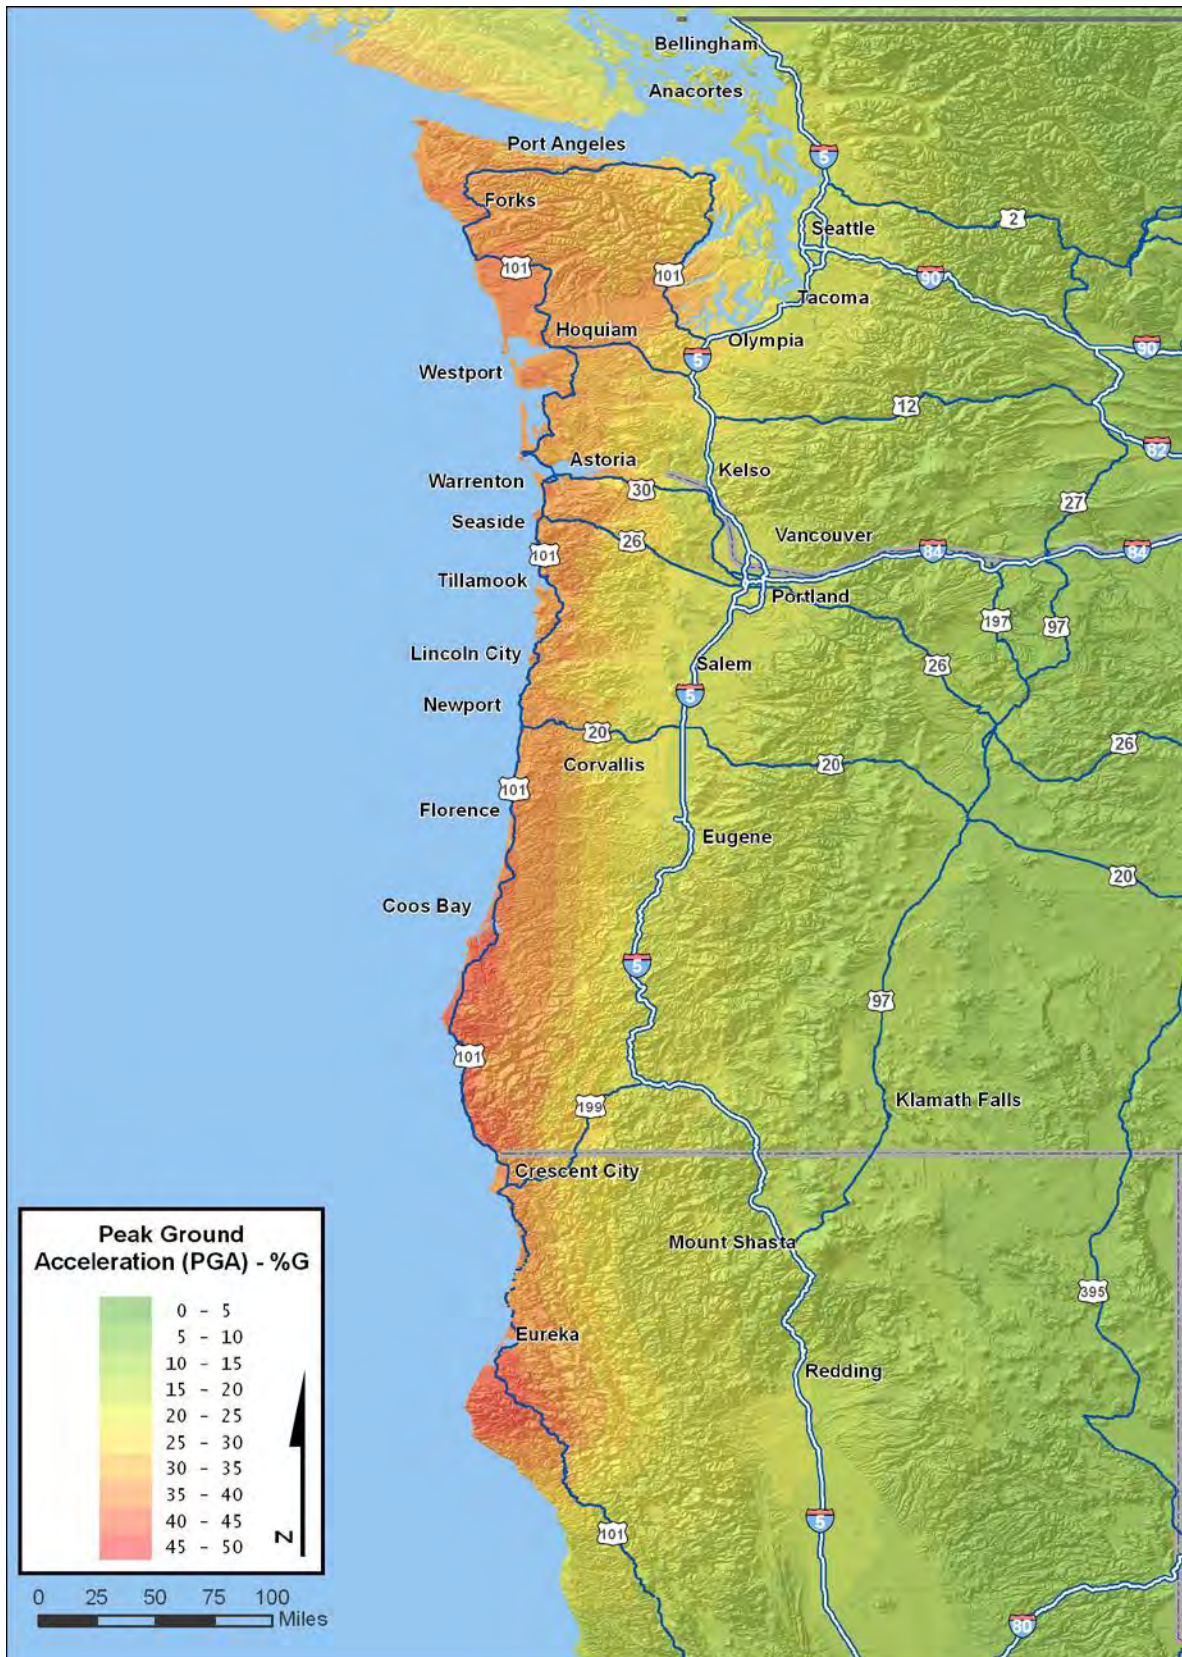 Bellingham
Anacortes
Port Angeles
5
Forks
2
Seattle
101
101
90
Tacoma
Hoquiam
Olympia
90
5
Westport
12
82
Astoria
Kelso
Warrenton
30
27
Seaside
Vancouver
101
26
84
84
Tillamook
Portland
197
97
Lincoln City
Salem
26
Newport
5
20
26
Corvallis
20
101
Florence
Eugene
20
Coos Bay
5
97
101
199
Klamath Falls
Crescent City
Peak Ground
Acceleration (PGA) - %G
Mount Shasta
395
0 - 5
5 - 10
10 - 15
15 - 20
20 - 25
25 - 30
30 - 35
35 - 40
40 - 45
45 - 50
N
Eureka
Redding
5
101
0 25 50 75 100
Miles
80